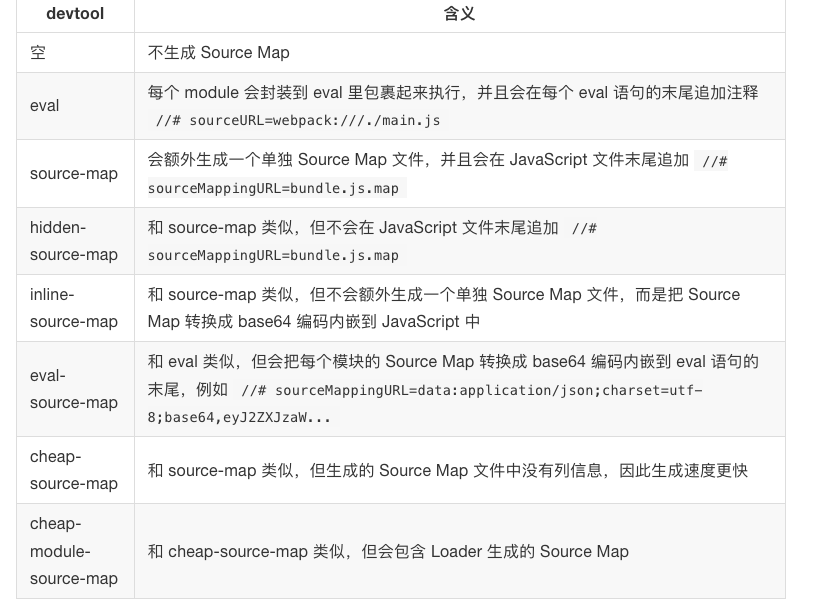 devtool 含义
空 不生成 Source Map
eval
每个 module 会封装到 eval 里包裹起来执行，并且会在每个 eval 语句的末尾追加注释
//# sourceURL=webpack:///./main.js
source-map
会额外生成一个单独 Source Map 文件，并且会在 JavaScript 文件末尾追加 //#
sourceMappingURL=bundle.js.map
hidden-
source-map
和 source-map 类似，但不会在 JavaScript 文件末尾追加 //#
sourceMappingURL=bundle.js.map
inline-
source-map
和 source-map 类似，但不会额外生成一个单独 Source Map 文件，而是把 Source
Map 转换成 base64 编码内嵌到 JavaScript 中
eval-
source-map
和 eval 类似，但会把每个模块的 Source Map 转换成 base64 编码内嵌到 eval 语句的
末尾，例如 //# sourceMappingURL=data:application/json;charset=utf-
8;base64,eyJ2ZXJzaW...
cheap-
source-map
和 source-map 类似，但生成的 Source Map 文件中没有列信息，因此生成速度更快
cheap-
module-
source-map
和 cheap-source-map 类似，但会包含 Loader 生成的 Source Map